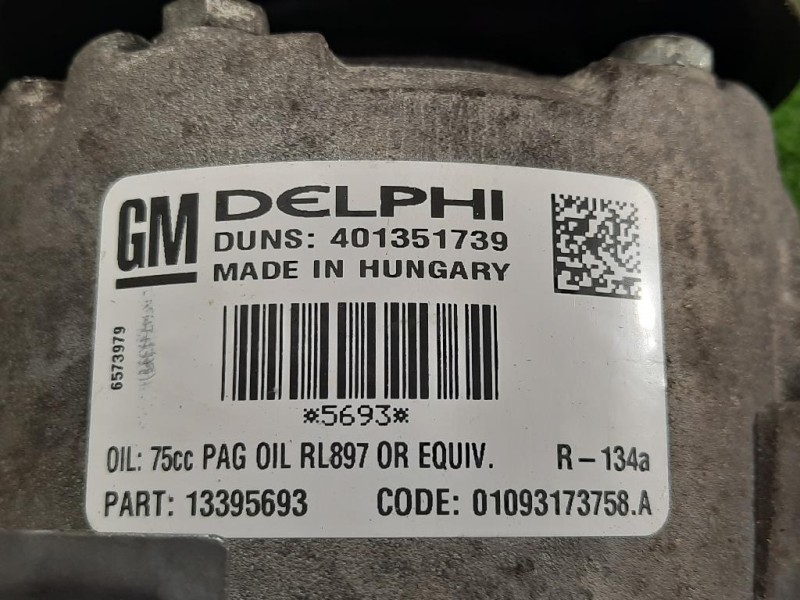 GM DELPHI
DUNS: 401351739
MADE IN HUNGARY
6573979
*5693*
OIL: 75cc PAG OIL RL897 OR EQUIV. R-134a
PART: 13395693 CODE: 01093173758.A